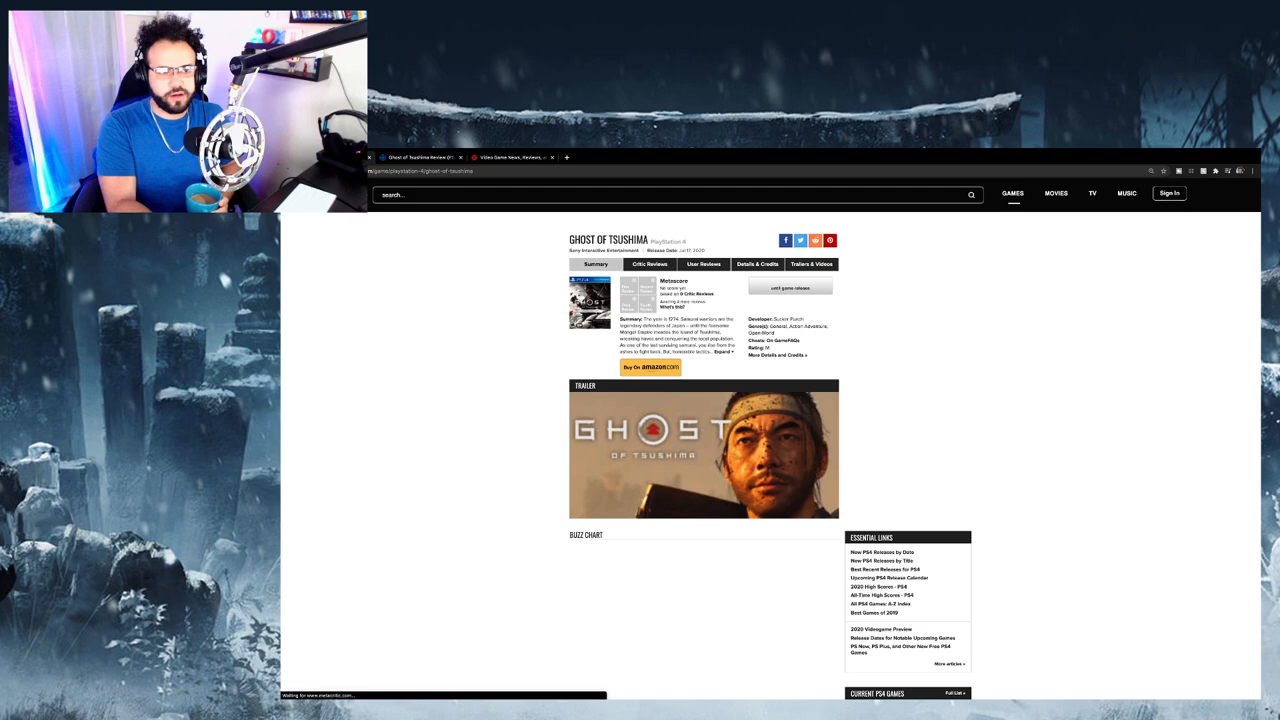 Ghost of Tsushima Review (PS
Video Game News, Reviews, a
m/game/playstation-4/ghost-of-tsushima
search...
GAMES
MOVIES
TV
MUSIC
Sign In
GHOST OF TSUSHIMA PlayStation 4
Sony Interactive Entertainment | Release Date: Jul 17, 2020
Summary
Critic Reviews
User Reviews
Details & Credits
Trailers & Videos
PS4
GHOST
Metascore
No score yet
based on 0 Critic Reviews
Awaiting 4 more reviews
What's this?
until game release
Summary: The year is 1274. Samurai warriors are the
legendary defenders of Japan – until the fearsome
Mongol Empire invades the island of Tsushima,
wreaking havoc and conquering the local population.
As one of the last surviving samurai, you rise from the
ashes to fight back. But, honorable tactics... Expand ▾
Developer: Sucker Punch
Genre(s): General, Action Adventure,
Open-World
Cheats: On GameFAQs
Rating: M
More Details and Credits »
Buy On amazon.com
TRAILER
GHOST
OF TSUSHIMA
BUZZ CHART
ESSENTIAL LINKS
New PS4 Releases by Date
New PS4 Releases by Title
Best Recent Releases for PS4
Upcoming PS4 Release Calendar
2020 High Scores - PS4
All-Time High Scores - PS4
All PS4 Games: A-Z Index
Best Games of 2019
2020 Videogame Preview
Release Dates for Notable Upcoming Games
PS Now, PS Plus, and Other New Free PS4
Games
More articles »
CURRENT PS4 GAMES
Full List »
Waiting for www.metacritic.com...